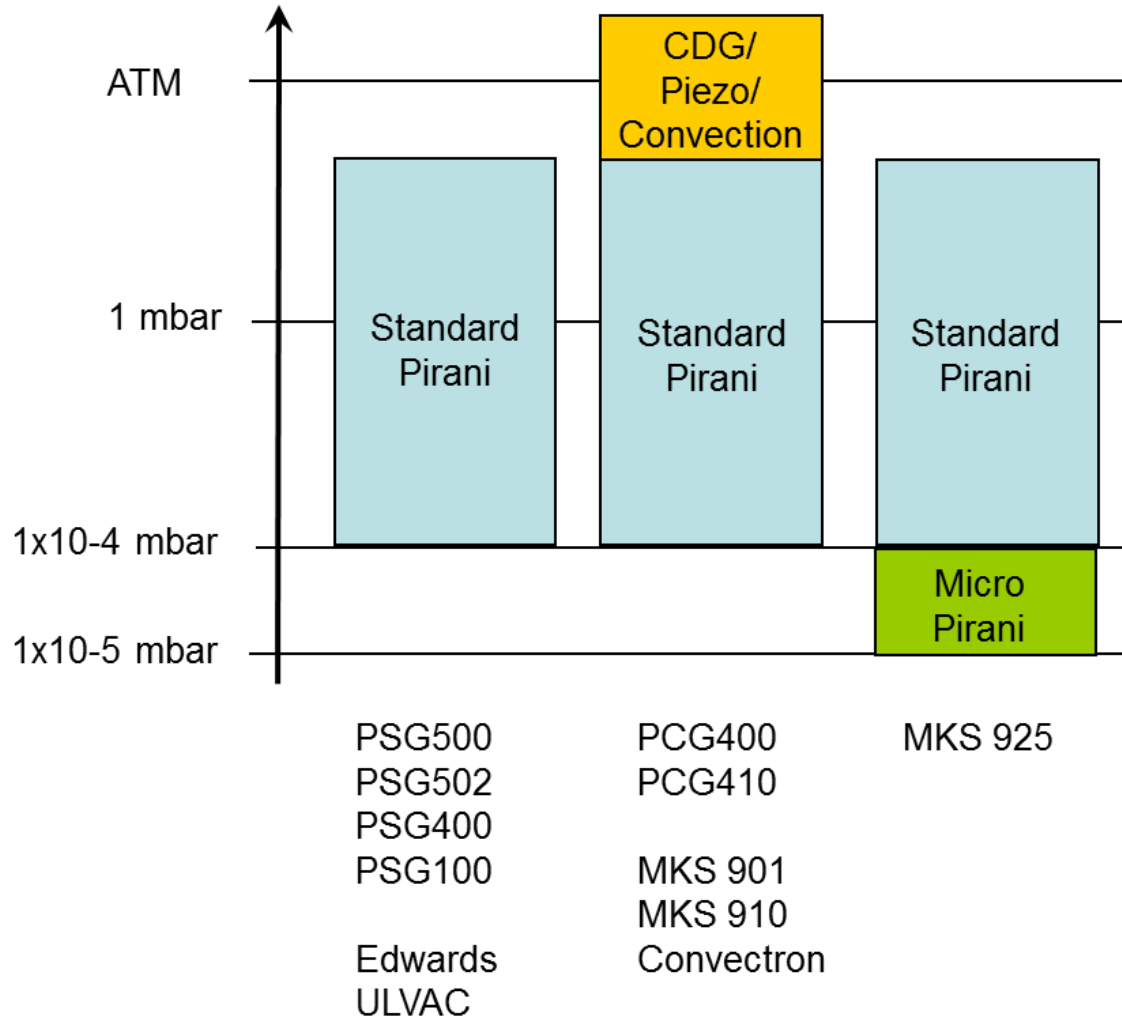 ATM
1 mbar
1x10-4 mbar
1x10-5 mbar
Standard
Pirani
CDG/
Piezo/
Convection
Standard
Pirani
Standard
Pirani
Micro
Pirani
PSG500
PSG502
PSG400
PSG100
Edwards
ULVAC
PCG400
PCG410
MKS 901
MKS 910
Convectron
MKS 925